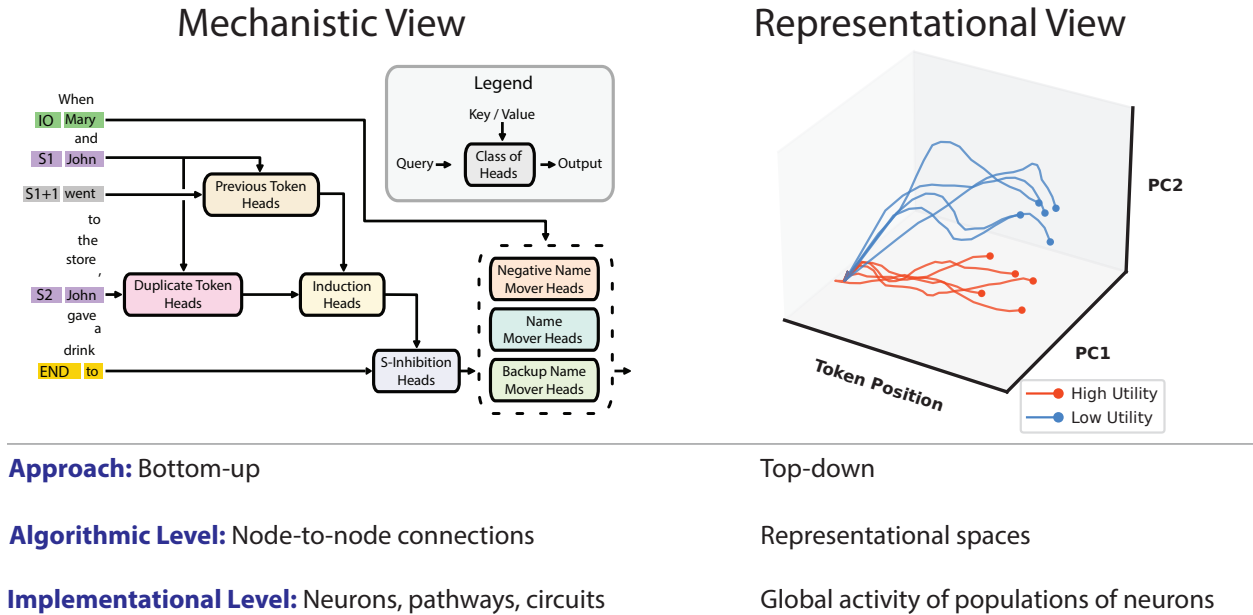 Mechanistic View
Representational View
When
IO Mary
and
S1 John
S1+1 went
to
the
store
,
S2 John
gave
a
drink
END to
Previous Token
Heads
Duplicate Token
Heads
Induction
Heads
S-Inhibition
Heads
Legend
Key / Value
Query
Class of
Heads
Output
Negative Name
Mover Heads
Name
Mover Heads
Backup Name
Mover Heads
PC2
PC1
Token Position
High Utility
Low Utility
Approach: Bottom-up
Top-down
Algorithmic Level: Node-to-node connections
Representational spaces
Implementational Level: Neurons, pathways, circuits
Global activity of populations of neurons